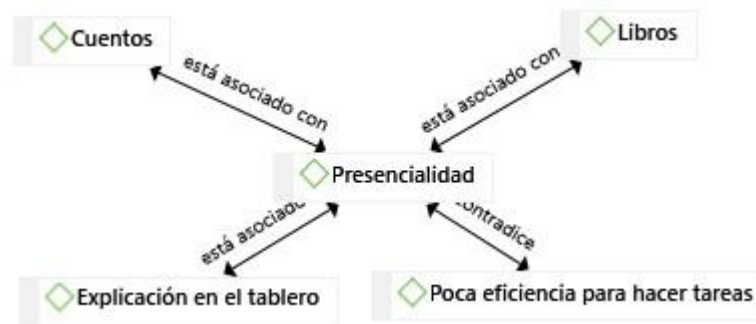 Cuentos
Libros
está asociado con
está asociado con
Presencialidad
está asociado
contradice
Explicación en el tablero
Poca eficiencia para hacer tareas